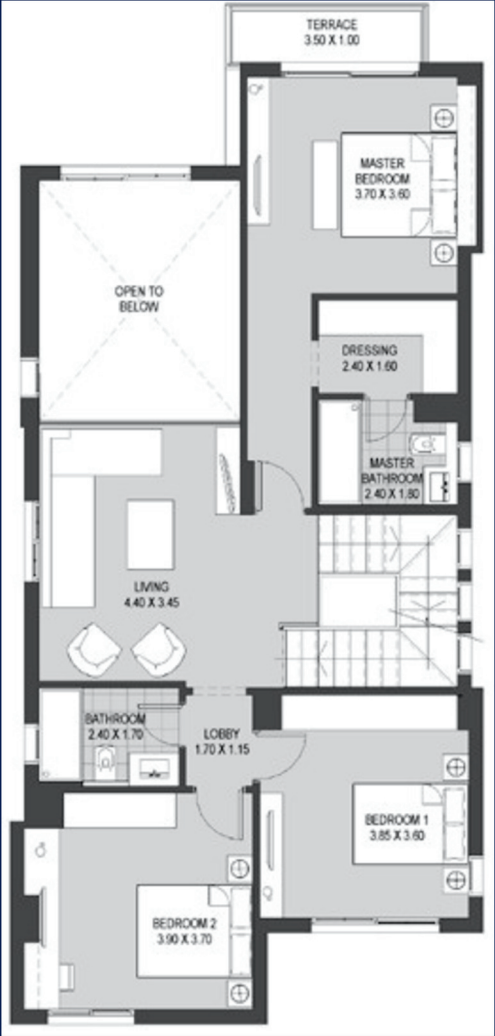 TERRACE
3.50 X 1.00
MASTER
BEDROOM
3.70 X 3.60
OPEN TO
BELOW
DRESSING
2.40 X 1.60
MASTER
BATHROOM
2.40 X 1.80
LIVING
4.40 X 3.45
BATHROOM
2.40 X 1.70
LOBBY
1.70 X 1.15
BEDROOM 1
3.85 X 3.60
BEDROOM 2
3.90 X 3.70